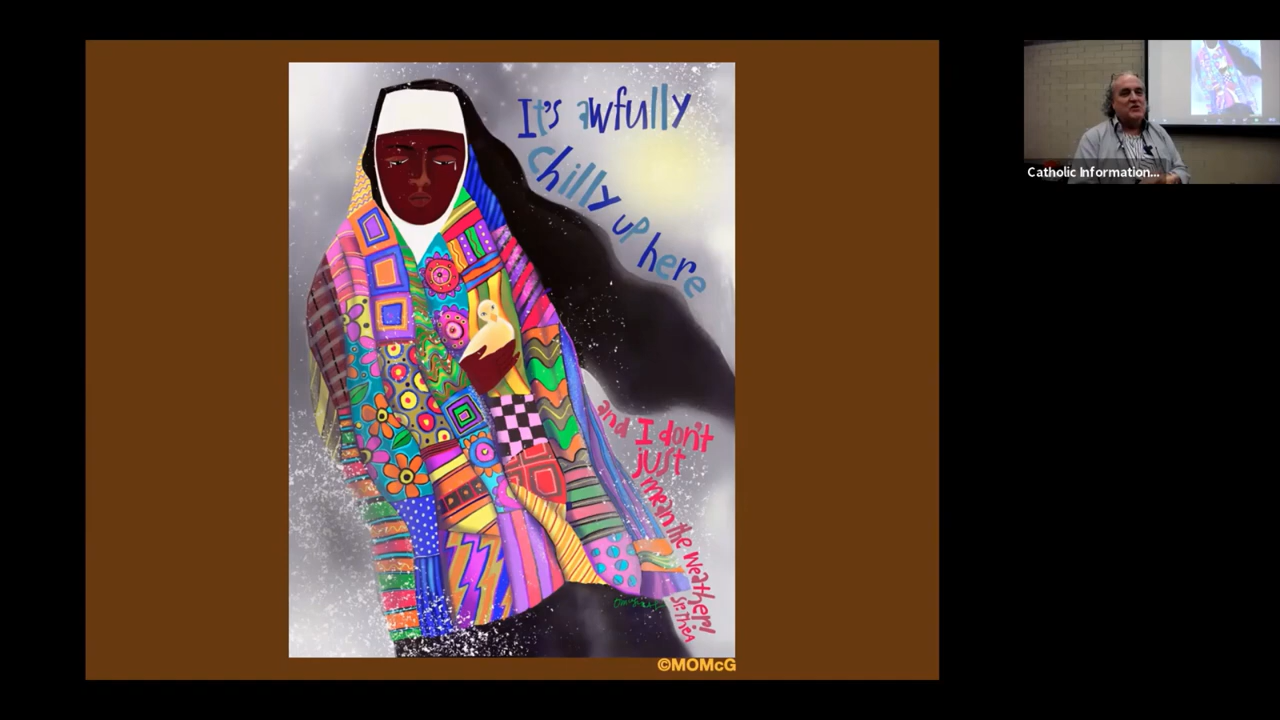 It's awfully
chilly up here
and I don't
just
mean the weather!
Sr. Thea
©MOMcG
Catholic Information...